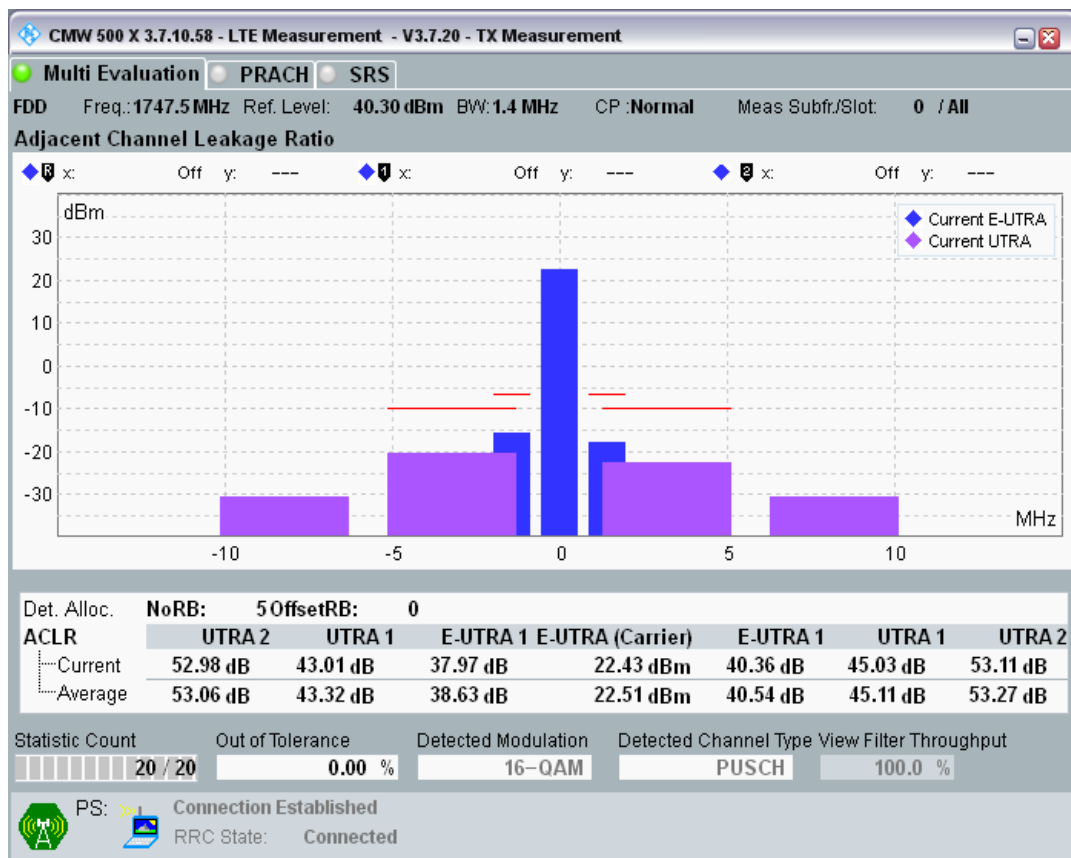 CMW 500 X 3.7.10.58 - LTE Measurement - V3.7.20 - TX Measurement
Multi Evaluation PRACH SRS
FDD Freq.:1747.5 MHz Ref. Level: 40.30 dBm BW:1.4 MHz CP :Normal Meas Subfr./Slot: 0 / All
Adjacent Channel Leakage Ratio
R x: Off y: --- 1 x: Off y: --- 2 x: Off y: ---
dBm
Current E-UTRA
Current UTRA
30
20
10
0
-10
-20
-30
MHz
-10 -5 0 5 10
Det. Alloc. NoRB: 5 OffsetRB: 0
ACLR UTRA 2 UTRA 1 E-UTRA 1 E-UTRA (Carrier) E-UTRA 1 UTRA 1 UTRA 2
Current 52.98 dB 43.01 dB 37.97 dB 22.43 dBm 40.36 dB 45.03 dB 53.11 dB
Average 53.06 dB 43.32 dB 38.63 dB 22.51 dBm 40.54 dB 45.11 dB 53.27 dB
Statistic Count Out of Tolerance Detected Modulation Detected Channel Type View Filter Throughput
20 / 20 0.00 % 16-QAM PUSCH 100.0 %
PS: Connection Established
RRC State: Connected